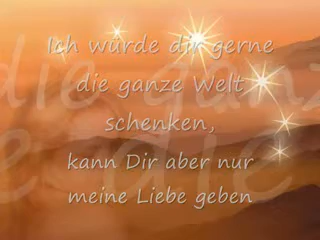 Ich würde dir gerne
die ganze Welt
schenken,
kann Dir aber nur
meine Liebe geben